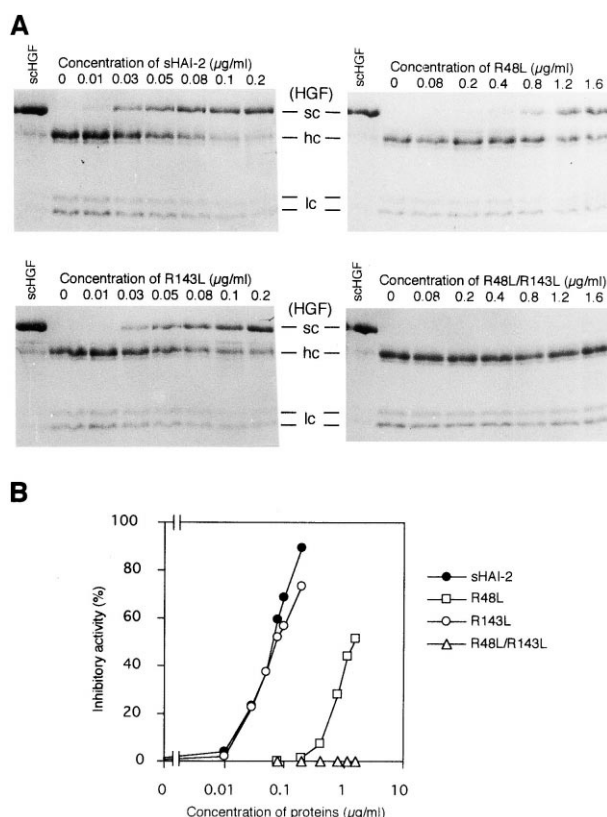 A
scHGF
Concentration of sHAI-2 (μg/ml)
0 0.01 0.03 0.05 0.08 0.1 0.2
(HGF)
sc
hc
lc
scHGF
Concentration of R48L (μg/ml)
0 0.08 0.2 0.4 0.8 1.2 1.6
scHGF
Concentration of R143L (μg/ml)
0 0.01 0.03 0.05 0.08 0.1 0.2
(HGF)
sc
hc
lc
scHGF
Concentration of R48L/R143L (μg/ml)
0 0.08 0.2 0.4 0.8 1.2 1.6
B
Inhibitory activity (%)
100
80
60
40
20
0
0 0.01 0.1 1 10
Concentration of proteins (μg/ml)
sHAI-2
R48L
R143L
R48L/R143L